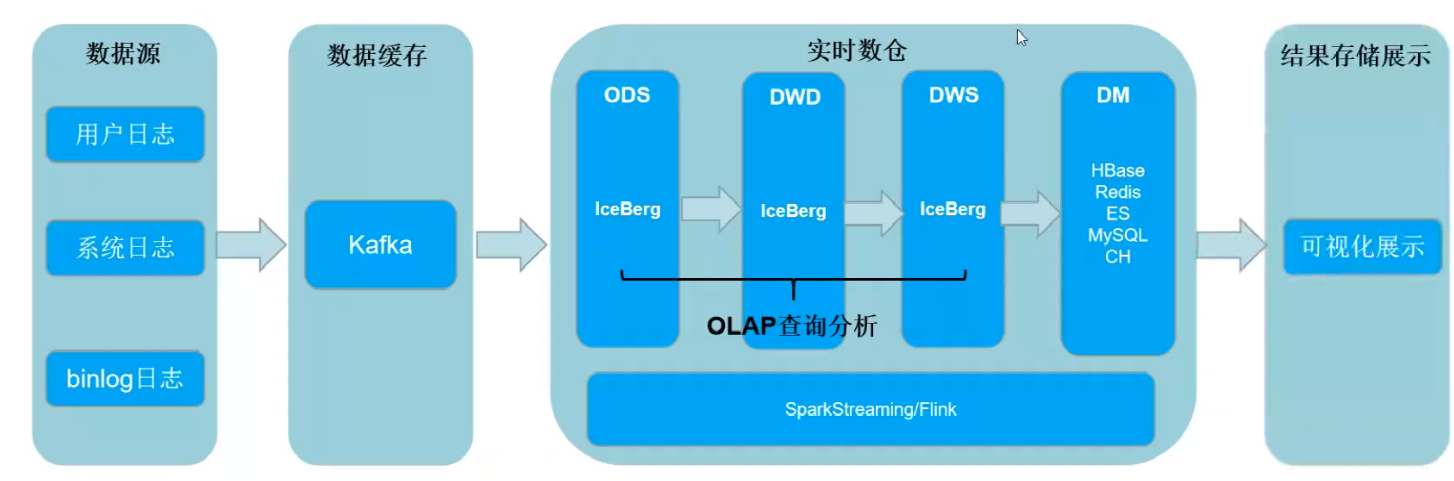 数据源
用户日志
系统日志
binlog日志
数据缓存
Kafka
实时数仓
ODS
IceBerg
DWD
IceBerg
DWS
IceBerg
DM
HBase
Redis
ES
MySQL
CH
OLAP查询分析
SparkStreaming/Flink
结果存储展示
可视化展示